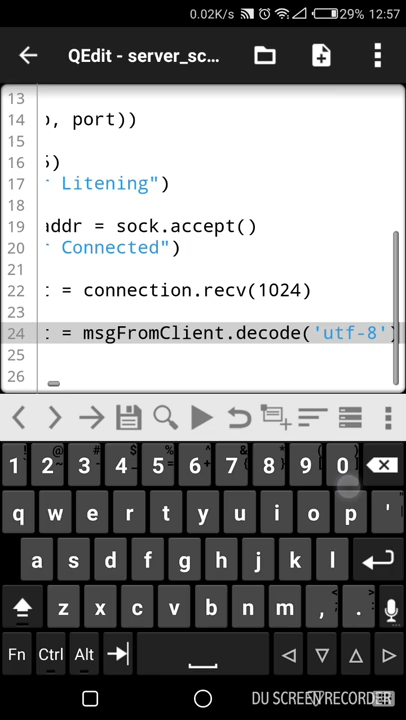 0.02K/s 29% 12:57
QEdit - server_sc...
13
14 , port))
15
16 )
17 Litening")
18
19 addr = sock.accept()
20 Connected")
21
22 : = connection.recv(1024)
23
24 : = msgFromClient.decode('utf-8')
25
26
1 2 3 4 5 6 7 8 9 0
q w e r t y u i o p '
a s d f g h j k l
z x c v b n m , .
Fn Ctrl Alt
DU SCREEN RECORDER